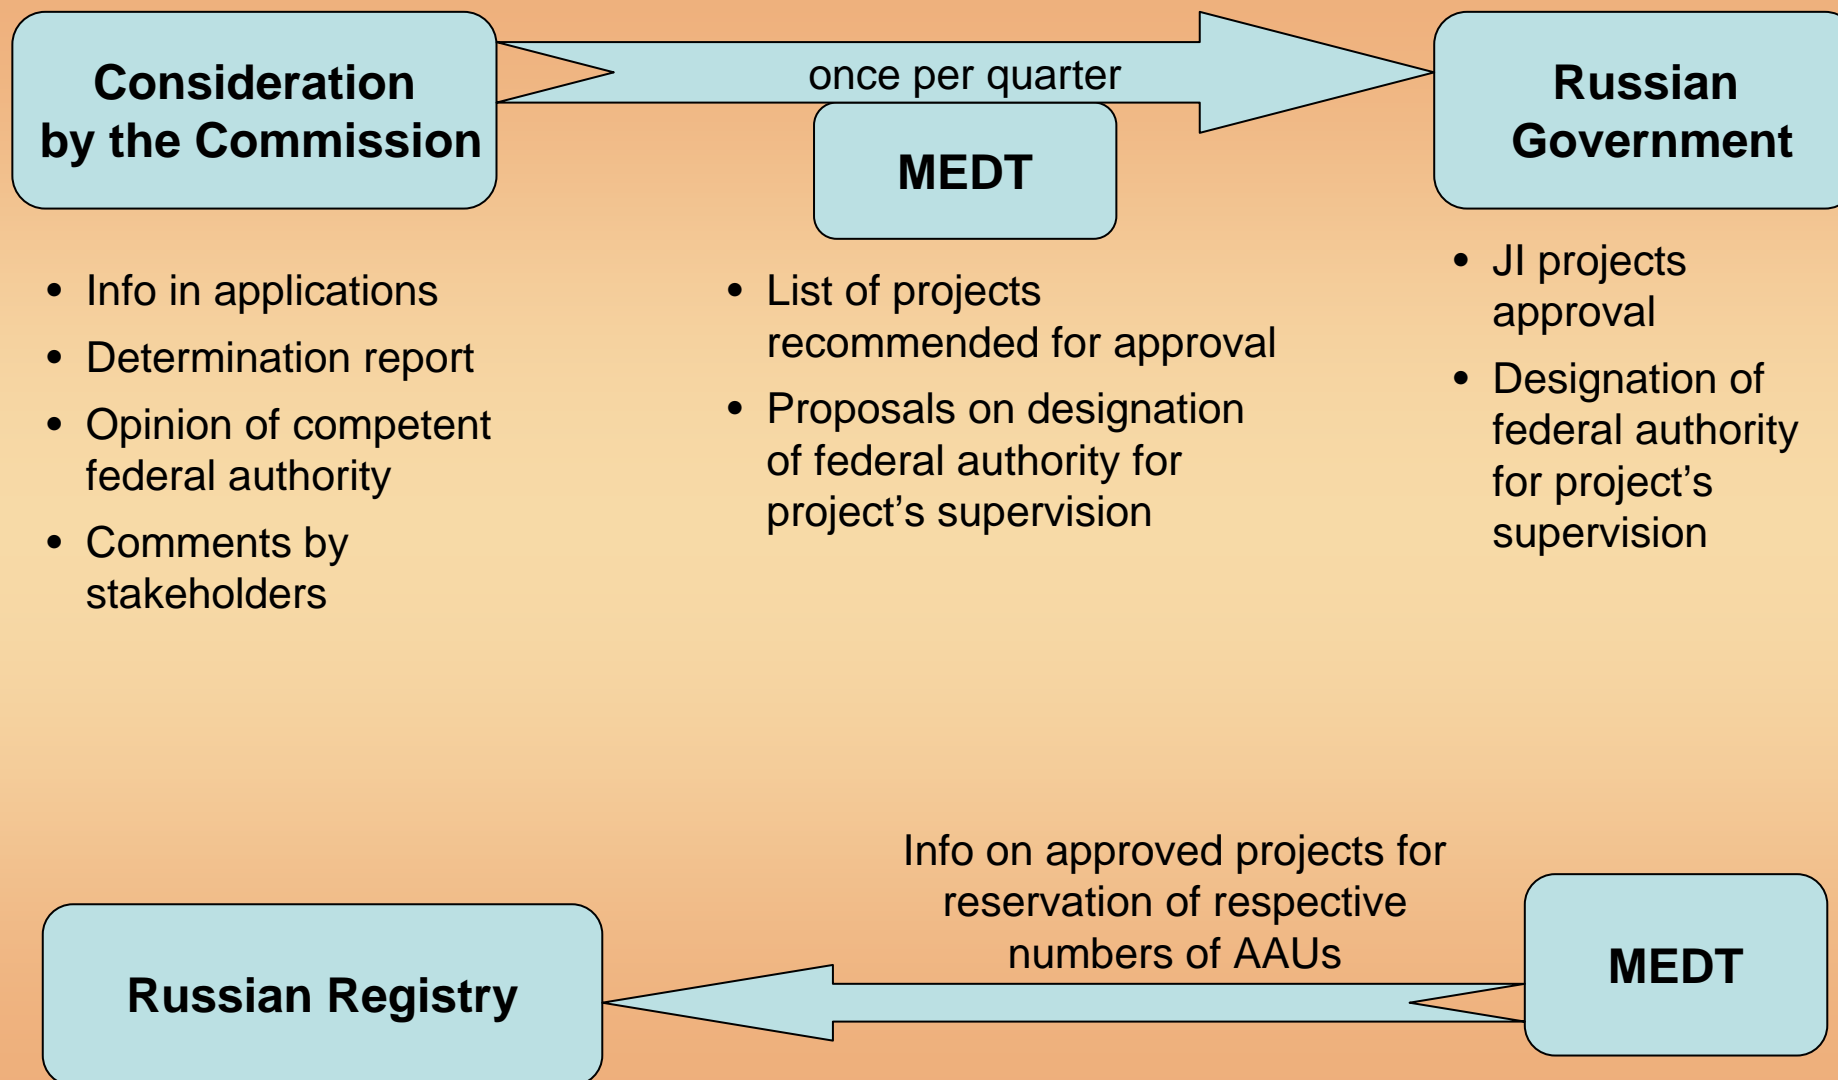 Consideration
by the Commission
once per quarter
MEDT
Russian
Government
• Info in applications
• Determination report
• Opinion of competent
federal authority
• Comments by
stakeholders
• List of projects
recommended for approval
• Proposals on designation
of federal authority for
project’s supervision
• JI projects
approval
• Designation of
federal authority
for project’s
supervision
Info on approved projects for
reservation of respective
numbers of AAUs
MEDT
Russian Registry